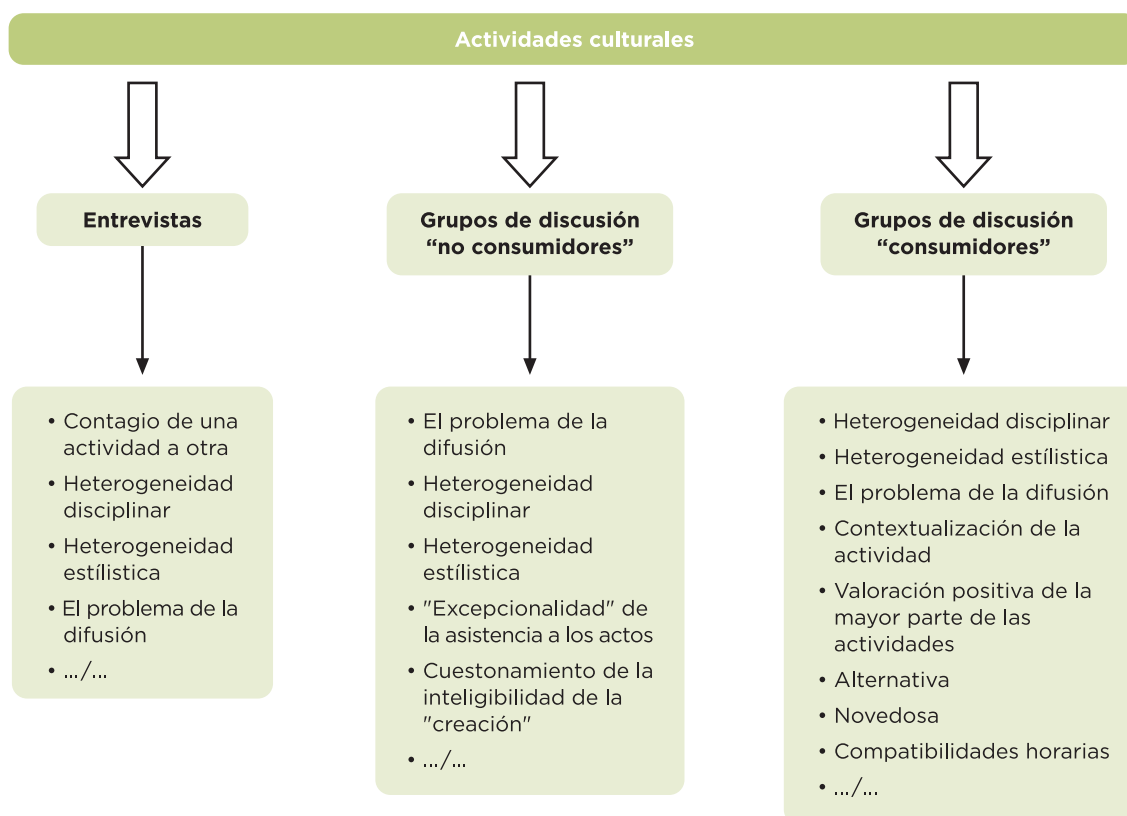 Actividades culturales
Entrevistas
• Contagio de una
actividad a otra
• Heterogeneidad
disciplinar
• Heterogeneidad
estílistica
• El problema de la
difusión
• .../...
Grupos de discusión
“no consumidores”
• El problema de la
difusión
• Heterogeneidad
disciplinar
• Heterogeneidad
estílistica
• "Excepcionalidad" de
la asistencia a los actos
• Cuestonamiento de la
inteligibilidad de la
"creación"
• .../...
Grupos de discusión
“consumidores”
• Heterogeneidad disciplinar
• Heterogeneidad estílistica
• El problema de la difusión
• Contextualización de la
actividad
• Valoración positiva de la
mayor parte de las
actividades
• Alternativa
• Novedosa
• Compatibilidades horarias
• .../...